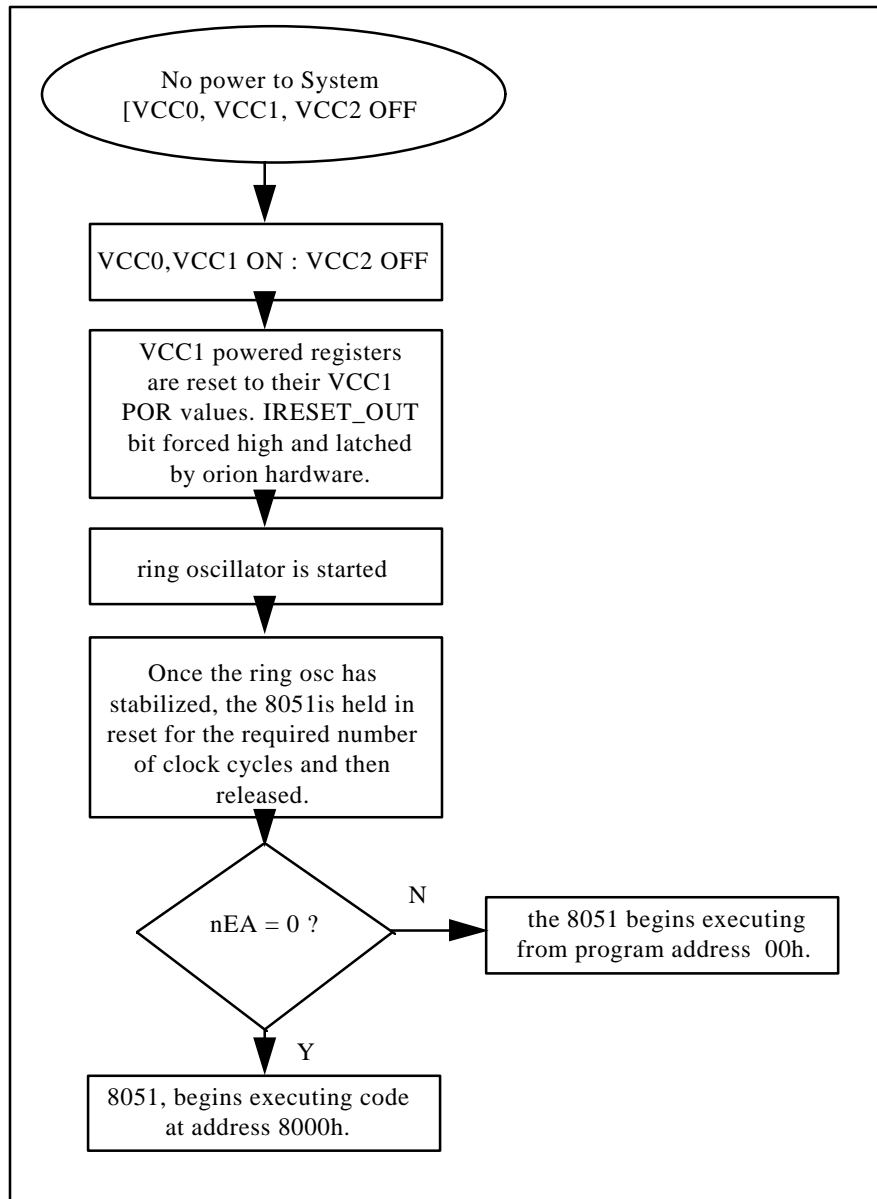 No power to System
[VCC0, VCC1, VCC2 OFF
VCC0,VCC1 ON : VCC2 OFF
VCC1 powered registers
are reset to their VCC1
POR values. IRESET_OUT
bit forced high and latched
by orion hardware.
ring oscillator is started
Once the ring osc has
stabilized, the 8051is held in
reset for the required number
of clock cycles and then
released.
nEA = 0 ?
N
the 8051 begins executing
from program address 00h.
Y
8051, begins executing code
at address 8000h.